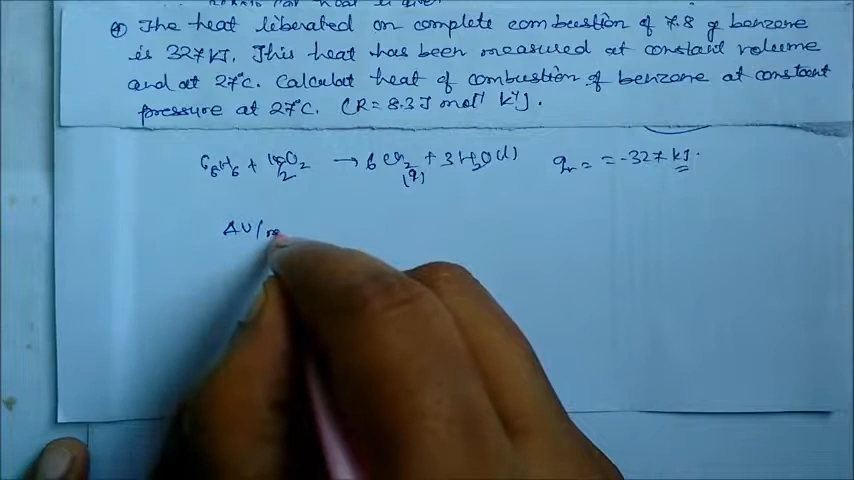 The heat liberated on complete combustion of 7.8 g benzene
is 327 kJ. This heat has been measured at constant volume
and at 27°C. Calculat heat of combustion of benzene at constant
pressure at 27°C. (R = 8.3 J mol⁻¹ K⁻¹).
C₆H₆ + 15/2 O₂ → 6 CO₂ (g) + 3 H₂O(l) qᵥ = = -327 kJ.
ΔU/m